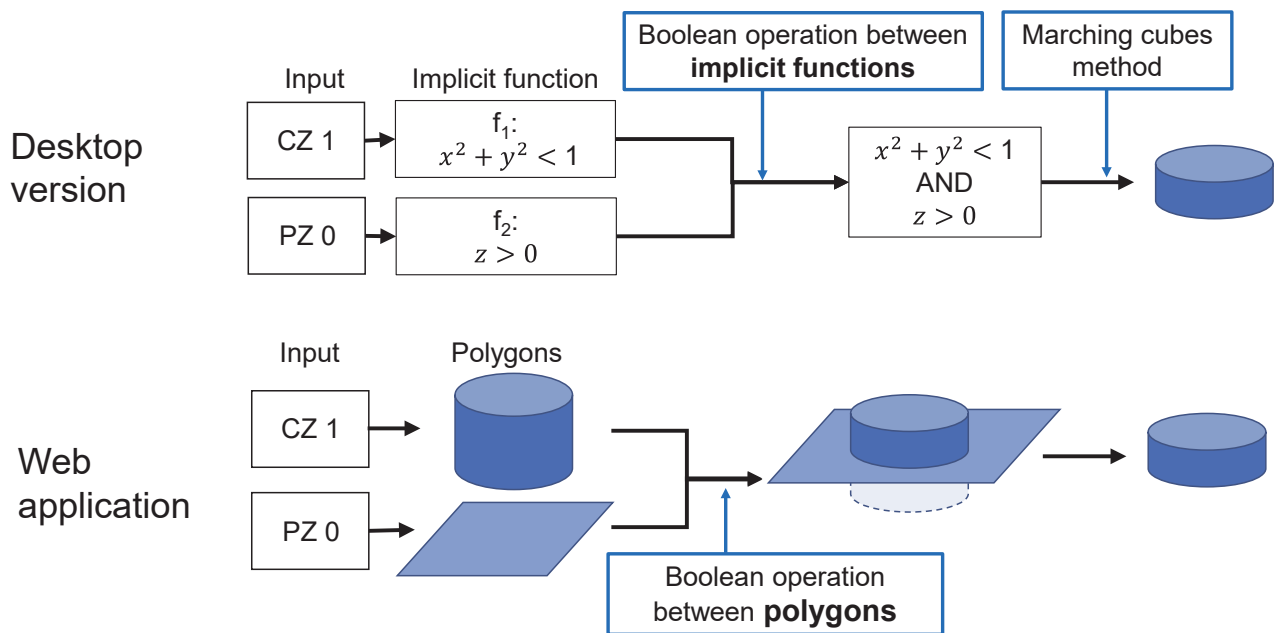 Desktop
version
Input
Implicit function
CZ 1
f₁:
x² + y² < 1
PZ 0
f₂:
z > 0
Boolean operation between
implicit functions
x² + y² < 1
AND
z > 0
Marching cubes
method
Web
application
Input
Polygons
CZ 1
PZ 0
Boolean operation
between polygons